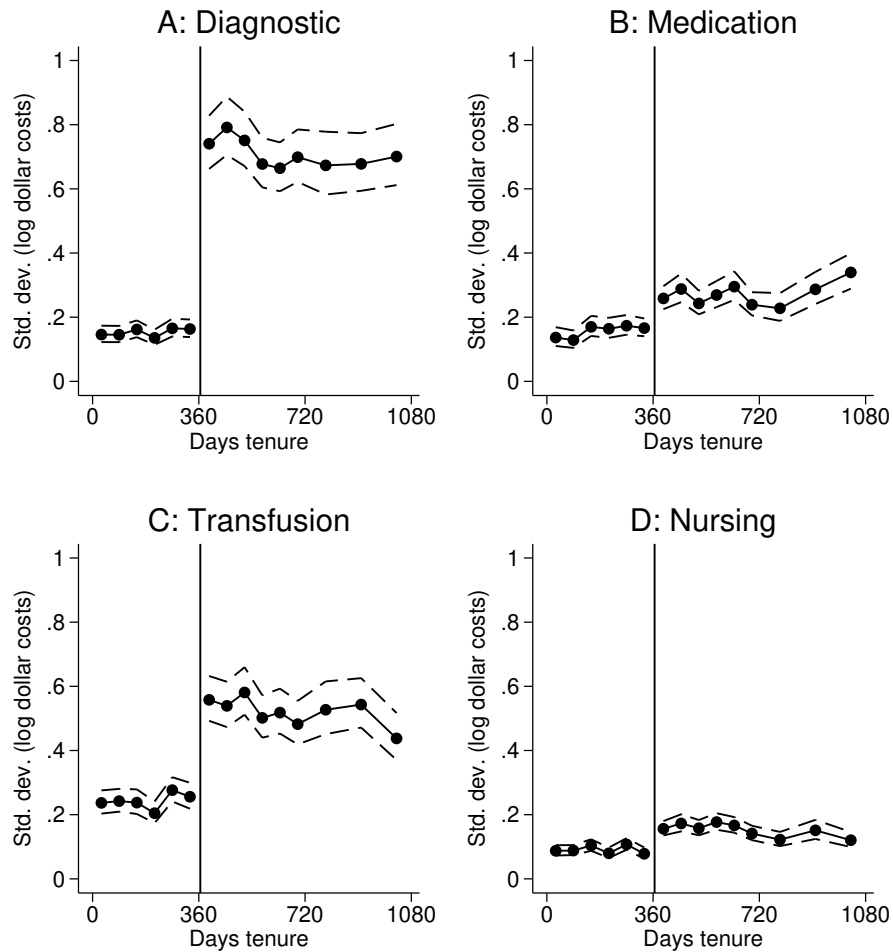 A: Diagnostic
Std. dev. (log dollar costs)
1
.8
.6
.4
.2
0
0 360 720 1080
Days tenure
B: Medication
Std. dev. (log dollar costs)
1
.8
.6
.4
.2
0
0 360 720 1080
Days tenure
C: Transfusion
Std. dev. (log dollar costs)
1
.8
.6
.4
.2
0
0 360 720 1080
Days tenure
D: Nursing
Std. dev. (log dollar costs)
1
.8
.6
.4
.2
0
0 360 720 1080
Days tenure